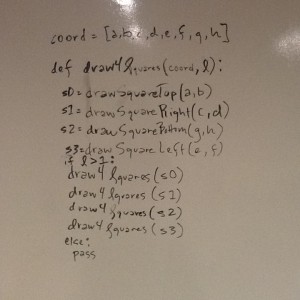 coord = [a,b,c,d,e,f,g,h]
def draw4Squares(coord, l):
s0 = drawSquareTop(a,b)
s1 = drawSquareRight(c,d)
s2 = drawSquareBottom(g,h)
s3 = drawSquareLeft(e,f)
if l > 1:
draw4Squares(s0)
draw4Squares(s1)
draw4Squares(s2)
draw4Squares(s3)
else:
pass